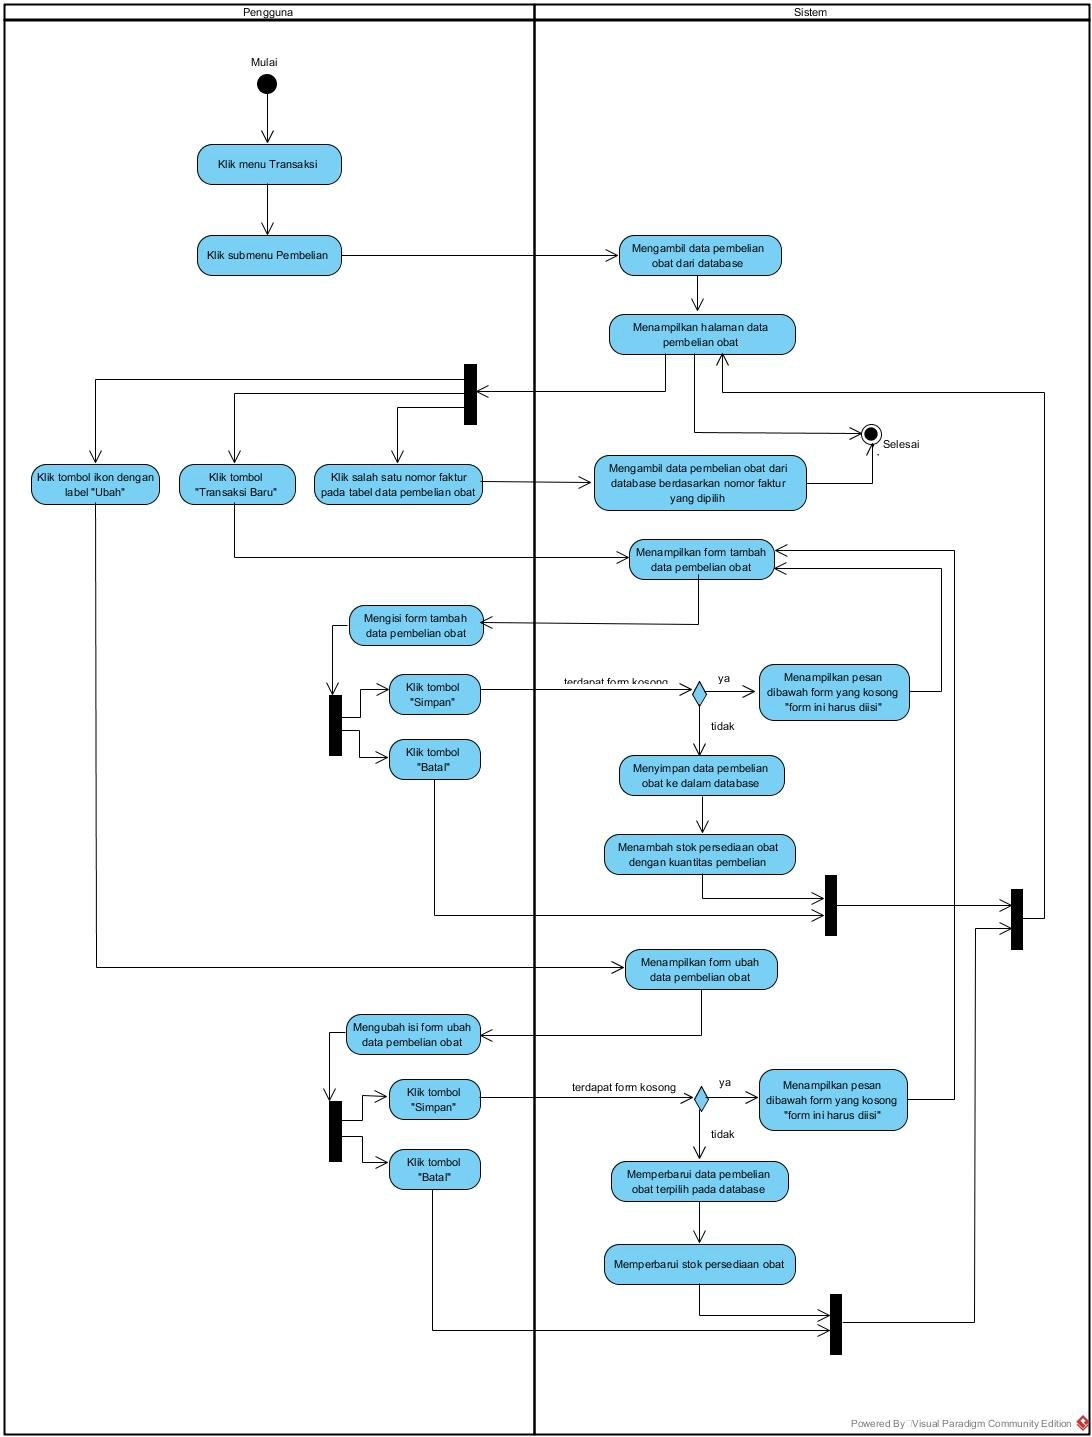 Pengguna
Sistem
Mulai
Klik menu Transaksi
Klik submenu Pembelian
Mengambil data pembelian
obat dari database
Menampilkan halaman data
pembelian obat
Selesai
Klik tombol ikon dengan
label "Ubah"
Klik tombol
"Transaksi Baru"
Klik salah satu nomor faktur
pada tabel data pembelian obat
Mengambil data pembelian obat dari
database berdasarkan nomor faktur
yang dipilih
Menampilkan form tambah
data pembelian obat
Mengisi form tambah
data pembelian obat
Klik tombol
"Simpan"
terdapat form kosong
ya
Menampilkan pesan
dibawah form yang kosong
"form ini harus diisi"
tidak
Klik tombol
"Batal"
Menyimpan data pembelian
obat ke dalam database
Menambah stok persediaan obat
dengan kuantitas pembelian
Menampilkan form ubah
data pembelian obat
Mengubah isi form ubah
data pembelian obat
Klik tombol
"Simpan"
terdapat form kosong
ya
Menampilkan pesan
dibawah form yang kosong
"form ini harus diisi"
tidak
Klik tombol
"Batal"
Memperbarui data pembelian
obat terpilih pada database
Memperbarui stok persediaan obat
Powered By Visual Paradigm Community Edition